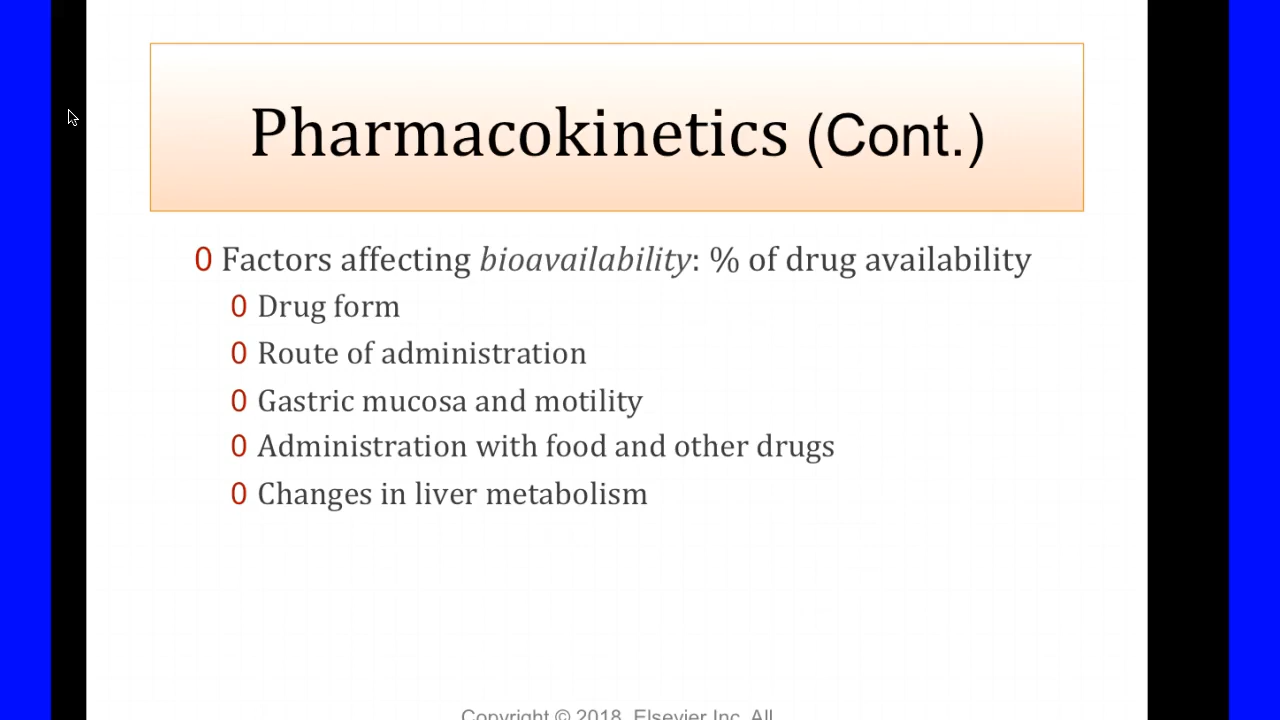 Pharmacokinetics (Cont.)
0 Factors affecting bioavailability: % of drug availability
0 Drug form
0 Route of administration
0 Gastric mucosa and motility
0 Administration with food and other drugs
0 Changes in liver metabolism
Copyright © 2018, Elsevier Inc. All